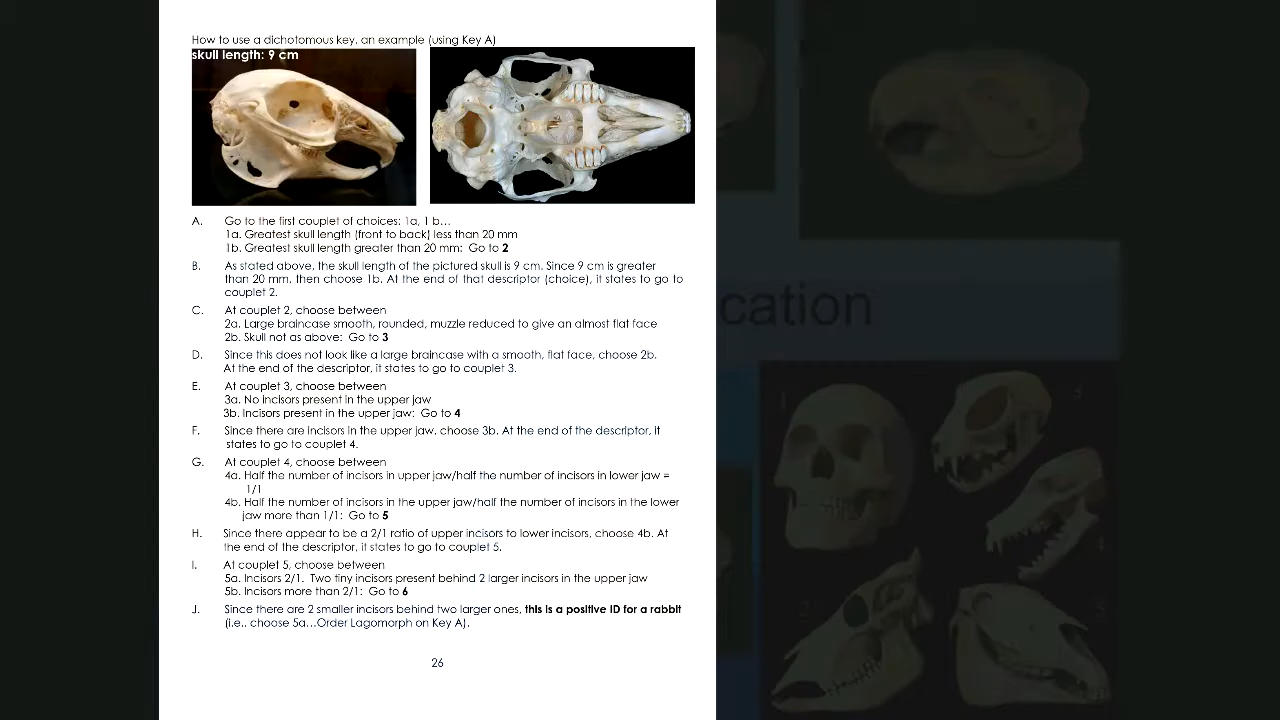 How to use a dichotomous key, an example (using Key A)
skull length: 9 cm
A. Go to the first couplet of choices: 1a, 1 b…
1a. Greatest skull length (front to back) less than 20 mm
1b. Greatest skull length greater than 20 mm: Go to 2
B. As stated above, the skull length of the pictured skull is 9 cm. Since 9 cm is greater
than 20 mm, then choose 1b. At the end of that descriptor (choice), it states to go to
couplet 2.
C. At couplet 2, choose between
2a. Large braincase smooth, rounded, muzzle reduced to give an almost flat face
2b. Skull not as above: Go to 3
D. Since this does not look like a large braincase with a smooth, flat face, choose 2b.
At the end of the descriptor, it states to go to couplet 3.
E. At couplet 3, choose between
3a. No incisors present in the upper jaw
3b. Incisors present in the upper jaw: Go to 4
F. Since there are incisors in the upper jaw, choose 3b. At the end of the descriptor, it
states to go to couplet 4.
G. At couplet 4, choose between
4a. Half the number of incisors in upper jaw/half the number of incisors in lower jaw =
1/1
4b. Half the number of incisors in the upper jaw/half the number of incisors in the lower
jaw more than 1/1: Go to 5
H. Since there appear to be a 2/1 ratio of upper incisors to lower incisors, choose 4b. At
the end of the descriptor, it states to go to couplet 5.
I. At couplet 5, choose between
5a. Incisors 2/1. Two tiny incisors present behind 2 larger incisors in the upper jaw
5b. Incisors more than 2/1: Go to 6
J. Since there are 2 smaller incisors behind two larger ones, this is a positive ID for a rabbit
(i.e., choose 5a…Order Lagomorph on Key A).
26
cation
1
5
4
2
3